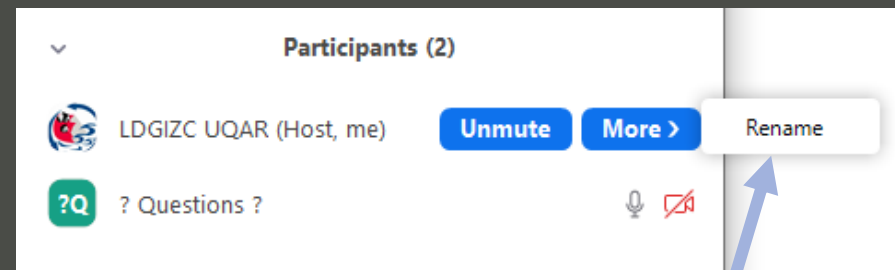 Participants (2)
LDGIZC UQAR (Host, me) Unmute More > Rename
?Q ? Questions ?